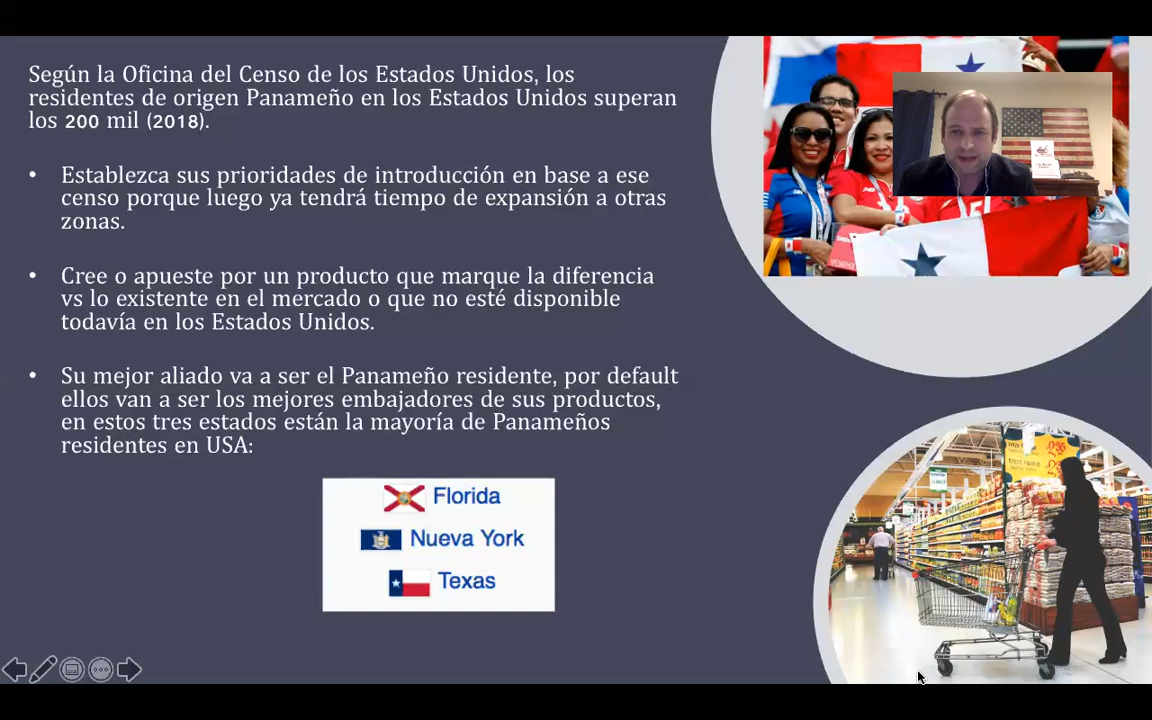 Según la Oficina del Censo de los Estados Unidos, los
residentes de origen Panameño en los Estados Unidos superan
los 200 mil (2018).
• Establezca sus prioridades de introducción en base a ese
censo porque luego ya tendrá tiempo de expansión a otras
zonas.
• Cree o apueste por un producto que marque la diferencia
vs lo existente en el mercado o que no esté disponible
todavía en los Estados Unidos.
• Su mejor aliado va a ser el Panameño residente, por default
ellos van a ser los mejores embajadores de sus productos,
en estos tres estados están la mayoría de Panameños
residentes en USA:
Florida
Nueva York
Texas